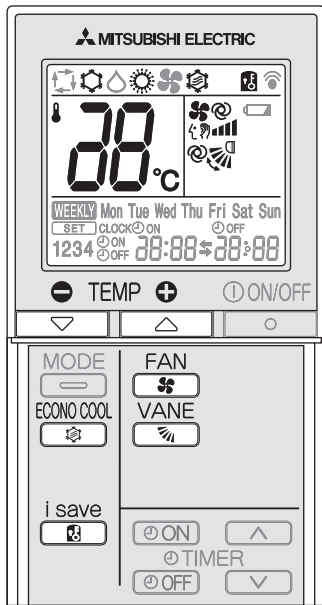 MITSUBISHI ELECTRIC
88°C
WEEKLY Mon Tue Wed Thu Fri Sat Sun
SET CLOCK ON OFF
1234 ON OFF 88:88 88:88
TEMP ON/OFF
MODE FAN
ECONO COOL VANE
i save
ON
TIMER
OFF